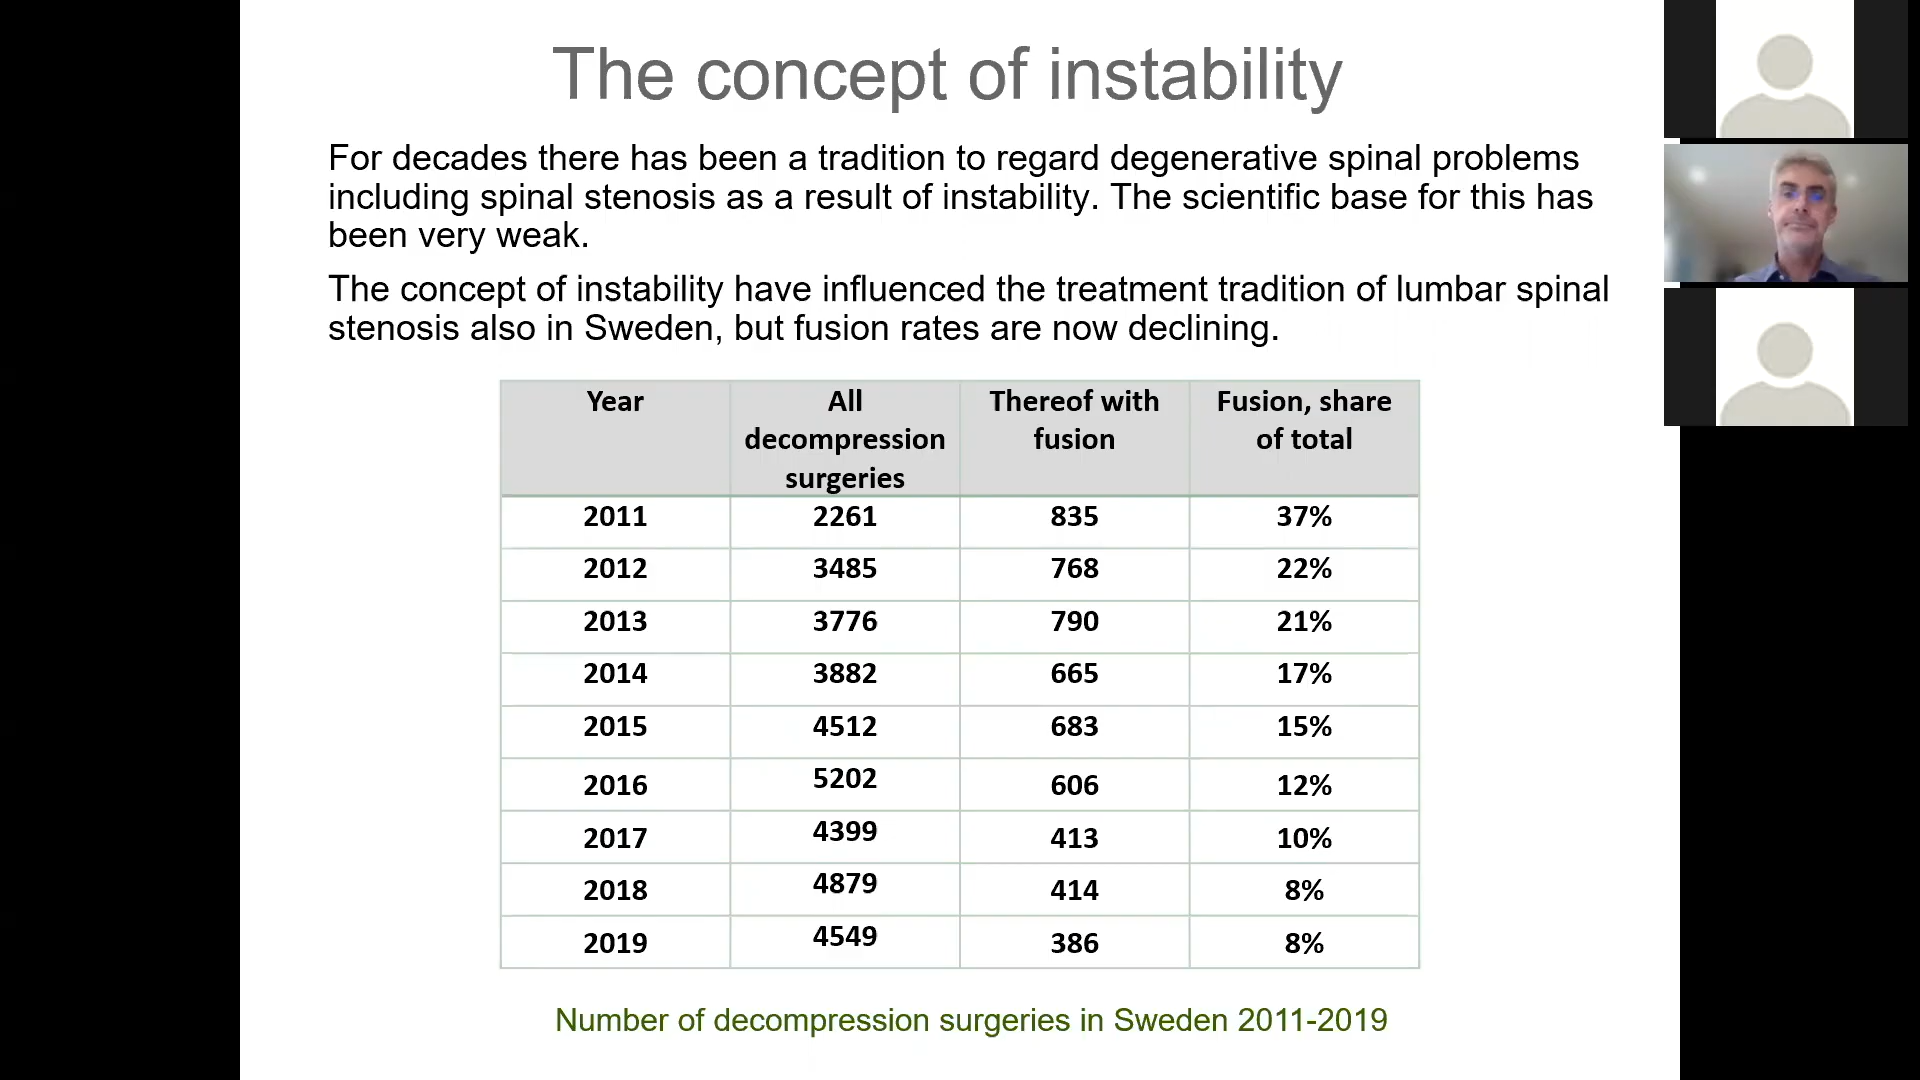 The concept of instability
For decades there has been a tradition to regard degenerative spinal problems
including spinal stenosis as a result of instability. The scientific base for this has
been very weak.
The concept of instability have influenced the treatment tradition of lumbar spinal
stenosis also in Sweden, but fusion rates are now declining.
Year
All
decompression
surgeries
Thereof with
fusion
Fusion, share
of total
2011 2261 835 37%
2012 3485 768 22%
2013 3776 790 21%
2014 3882 665 17%
2015 4512 683 15%
2016 5202 606 12%
2017 4399 413 10%
2018 4879 414 8%
2019 4549 386 8%
Number of decompression surgeries in Sweden 2011-2019